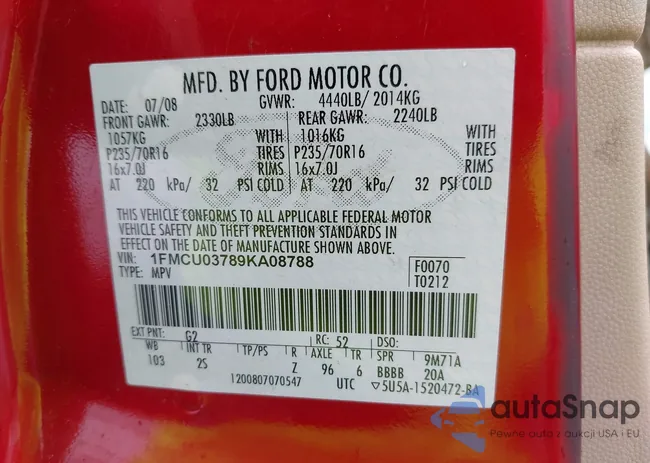 MFD. BY FORD MOTOR CO.
DATE: 07/08 GVWR: 4440LB/ 2014KG
FRONT GAWR: 2330LB REAR GAWR: 2240LB
1057KG WITH 1016KG WITH
P235/70R16 TIRES P235/70R16 TIRES
16x7.0J RIMS 16x7.0J RIMS
AT 220 kPa/ 32 PSI COLD AT 220 kPa/ 32 PSI COLD
THIS VEHICLE CONFORMS TO ALL APPLICABLE FEDERAL MOTOR
VEHICLE SAFETY AND THEFT PREVENTION STANDARDS IN
EFFECT ON THE DATE OF MANUFACTURE SHOWN ABOVE.
VIN: 1FMCU03789KA08788 F0070
TYPE: MPV T0212
EXT PNT: G2 RC: 52 DSO:
WB INT TR TP/PS R AXLE TR SPR 9M71A
103 2S Z 96 6 BBBB 20A
1200807070547 UTC ▽5U5A-1520472-BA
Ford
autaSnap
Pewne auta z aukcji USA i EU